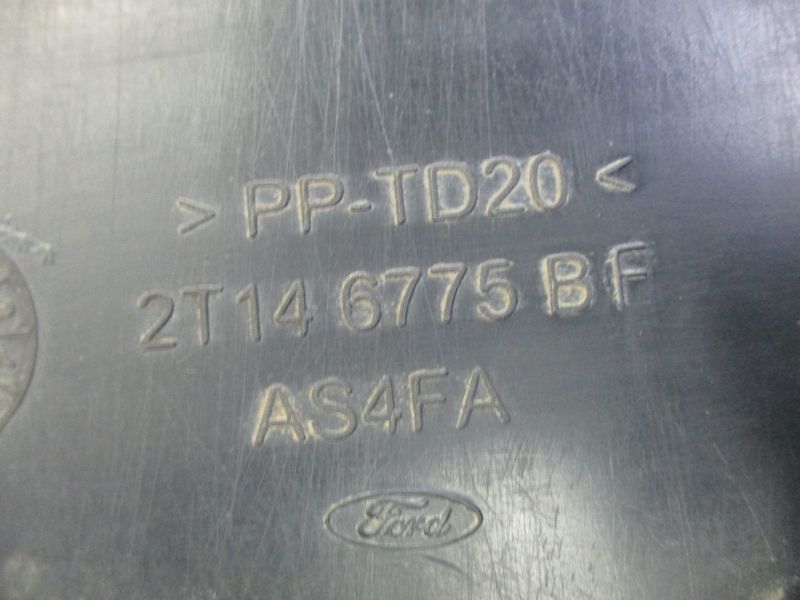 > PP-TD20 <
2T14 6775 BF
AS4FA
Ford